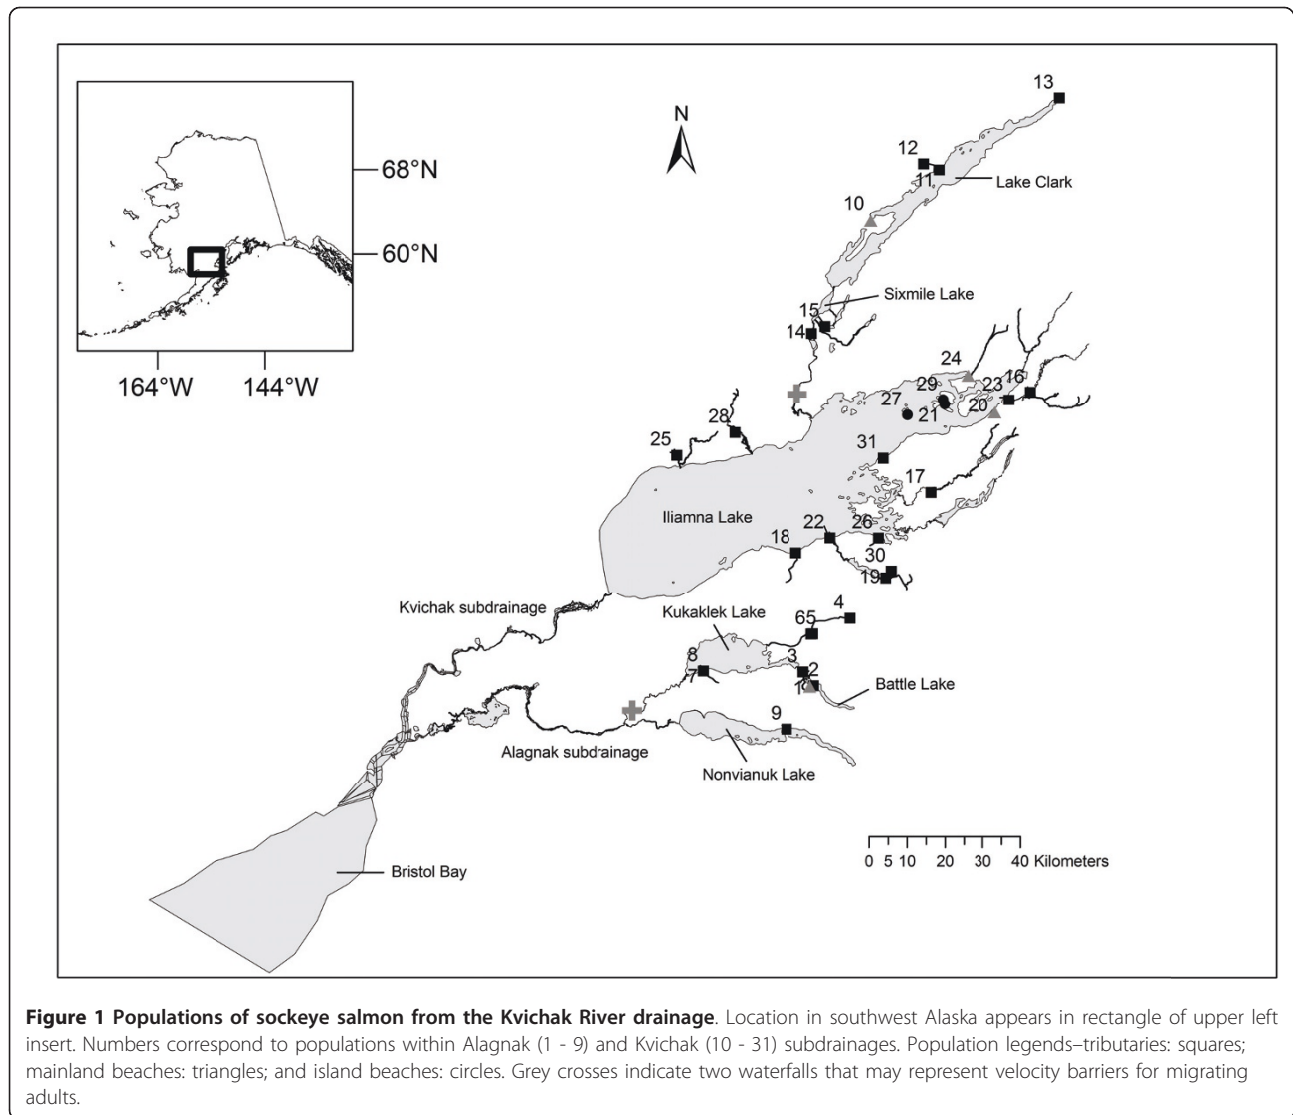 N
68°N
60°N
164°W
144°W
13
12
11
Lake Clark
10
Sixmile Lake
15
14
24
16
29
23
27
20
21
28
25
31
17
Iliamna Lake
22
26
18
30
19
Kvichak subdrainage
Kukaklek Lake
4
65
8
3
2
7
1
Battle Lake
9
Alagnak subdrainage
Nonvianuk Lake
0 5 10 20 30 40 Kilometers
Bristol Bay
Figure 1 Populations of sockeye salmon from the Kvichak River drainage. Location in southwest Alaska appears in rectangle of upper left
insert. Numbers correspond to populations within Alagnak (1 - 9) and Kvichak (10 - 31) subdrainages. Population legends–tributaries: squares;
mainland beaches: triangles; and island beaches: circles. Grey crosses indicate two waterfalls that may represent velocity barriers for migrating
adults.